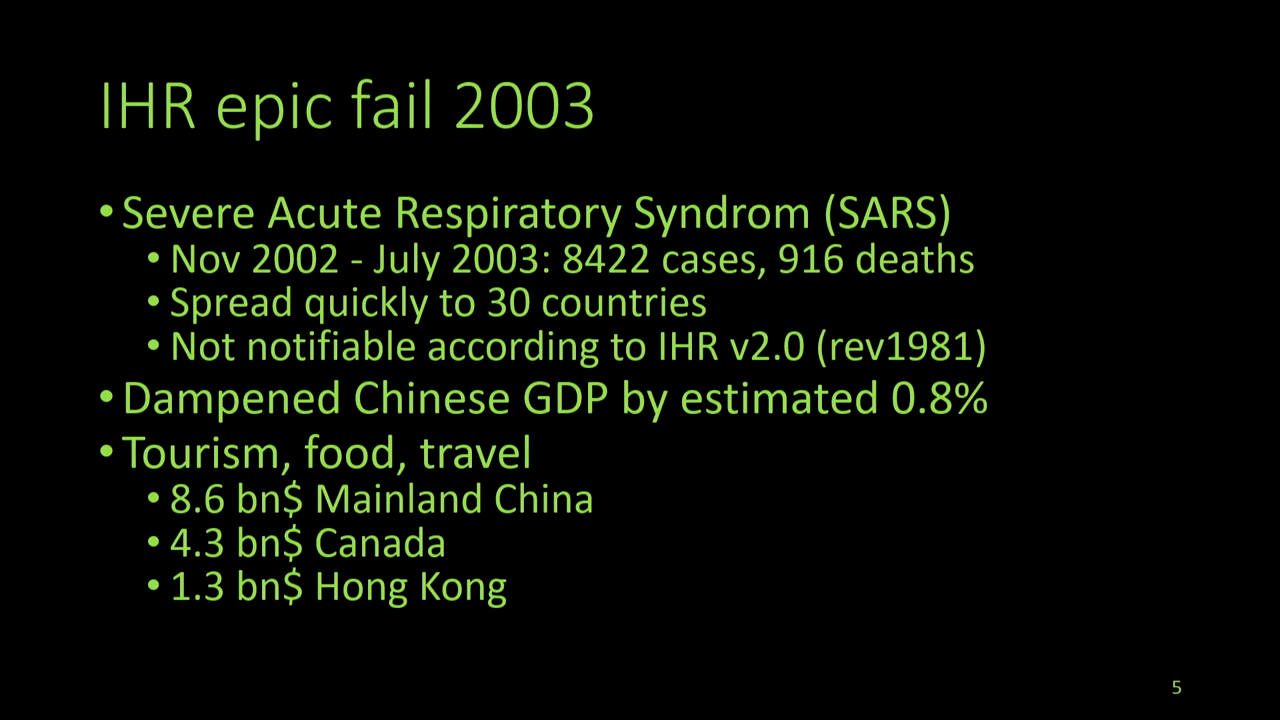 IHR epic fail 2003
• Severe Acute Respiratory Syndrom (SARS)
• Nov 2002 - July 2003: 8422 cases, 916 deaths
• Spread quickly to 30 countries
• Not notifiable according to IHR v2.0 (rev1981)
• Dampened Chinese GDP by estimated 0.8%
• Tourism, food, travel
• 8.6 bn$ Mainland China
• 4.3 bn$ Canada
• 1.3 bn$ Hong Kong
5